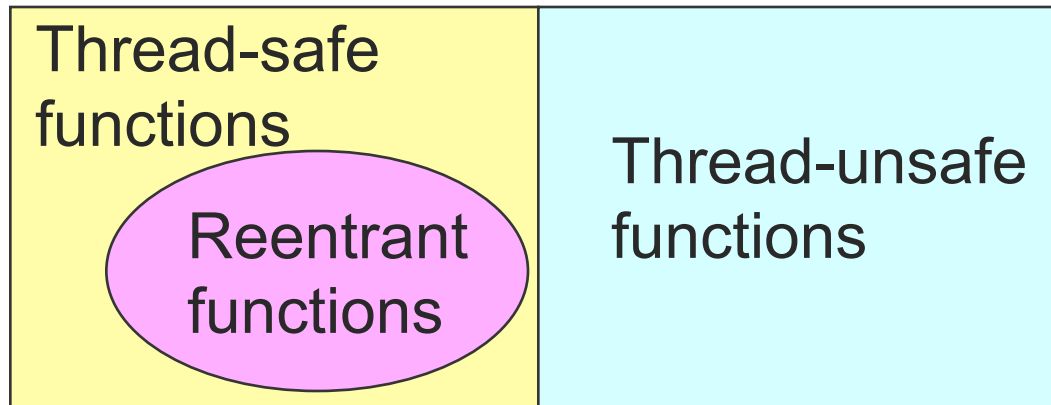 Thread-safe
functions
Reentrant
functions
Thread-unsafe
functions